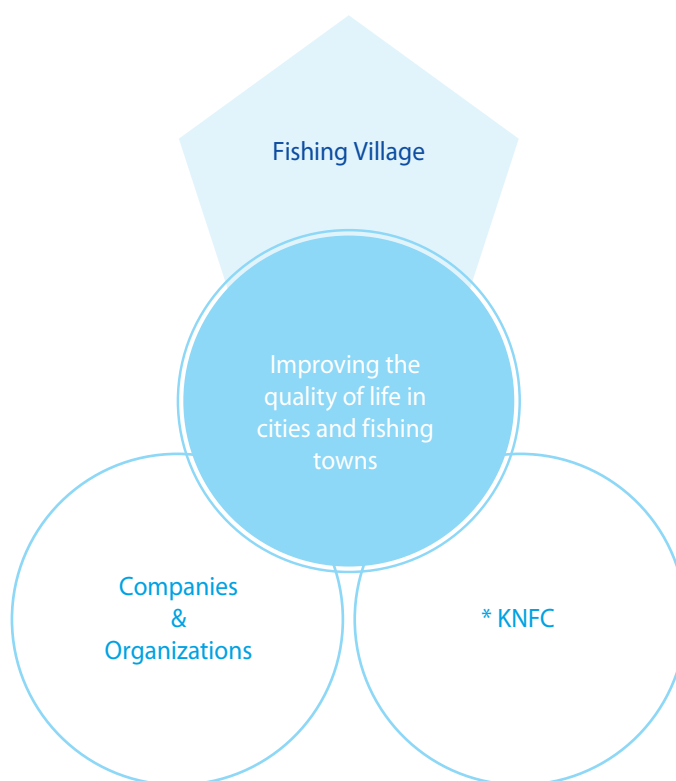 Fishing Village
Improving the
quality of life in
cities and fishing
towns
Companies
&
Organizations
* KNFC